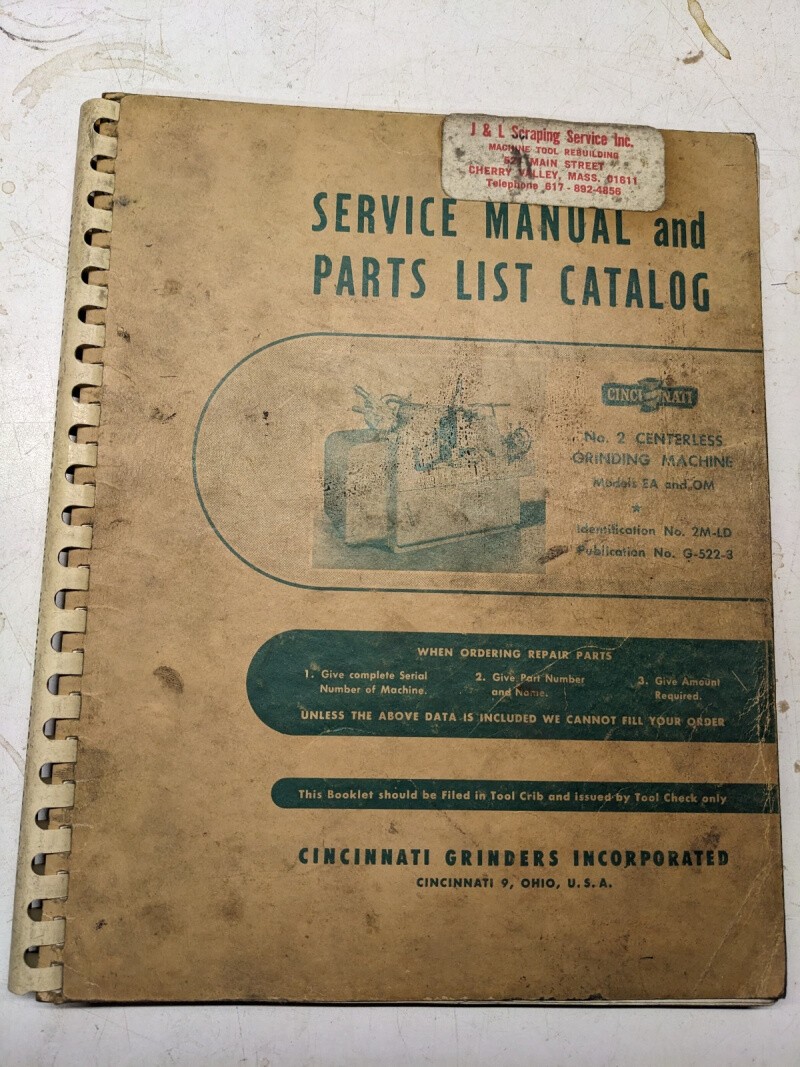 J & L Scraping Service Inc.
MACHINE TOOL REBUILDING
MAIN STREET
CHERRY VALLEY, MASS. 01611
Telephone 617-892-4856
SERVICE MANUAL and
PARTS LIST CATALOG
CINCINNATI
No. 2 CENTERLESS
GRINDING MACHINE
Models EA and OM
★
Identification No. 2M-LD
Publication No. G-522-3
WHEN ORDERING REPAIR PARTS
1. Give complete Serial
Number of Machine.
2. Give Part Number
and Name.
3. Give Amount
Required.
UNLESS THE ABOVE DATA IS INCLUDED WE CANNOT FILL YOUR ORDER
This Booklet should be Filed in Tool Crib and issued by Tool Check only
CINCINNATI GRINDERS INCORPORATED
CINCINNATI 9, OHIO, U.S.A.